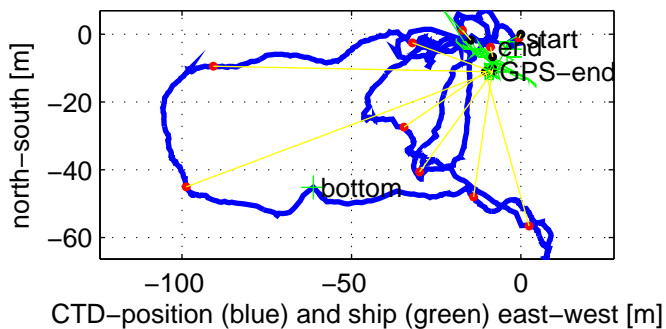 0
−20
−40
−60
north−south [m]
start
end
GPS−end
bottom
−100
−50
0
CTD−position (blue) and ship (green) east−west [m]